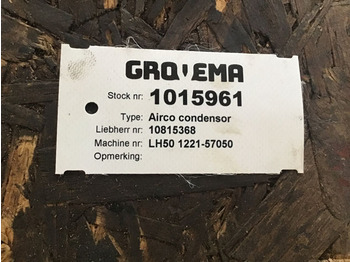 GROVEMA
Stock nr: 1015961
Type: Airco condensor
Liebherr nr: 10815368
Machine nr: LH50 1221-57050
Opmerking: